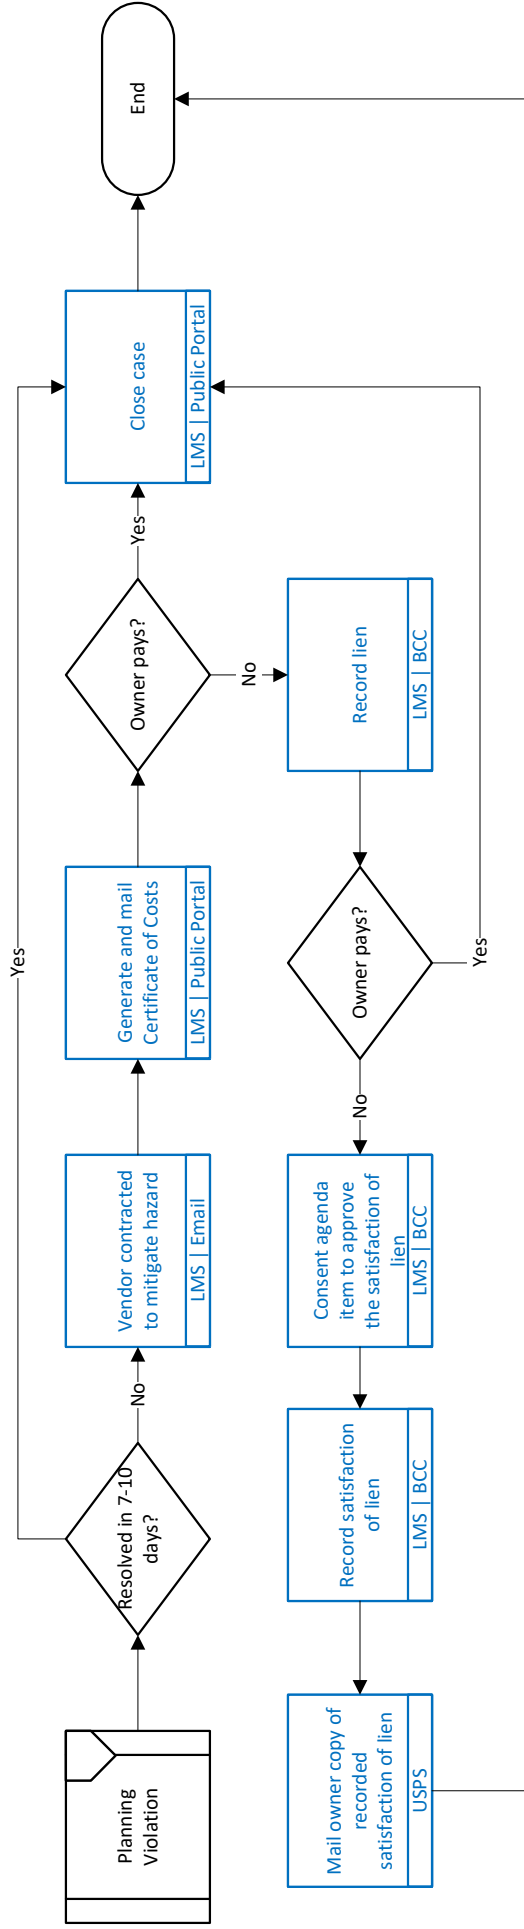 Planning
Violation
Resolved in 7-10
days?
Yes
No
Vendor contracted
to mitigate hazard
LMS | Email
Generate and mail
Certificate of Costs
LMS | Public Portal
Owner pays?
Yes
No
Close case
LMS | Public Portal
End
Record lien
LMS | BCC
Owner pays?
Yes
No
Consent agenda
item to approve
the satisfaction of
lien
LMS | BCC
Record satisfaction
of lien
LMS | BCC
Mail owner copy of
recorded
satisfaction of lien
USPS